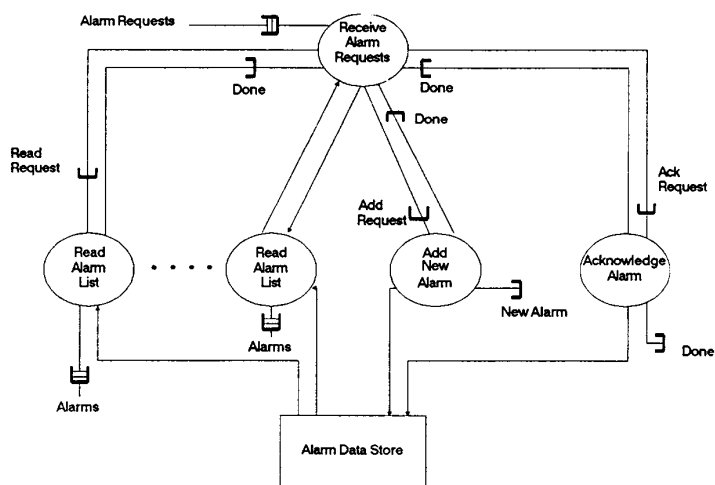 Alarm Requests
Receive
Alarm
Requests
Done
Done
Done
Read
Request
Ack
Request
Add
Request
Read
Alarm
List
Read
Alarm
List
Add
New
Alarm
Acknowledge
Alarm
New Alarm
Alarms
Done
Alarms
Alarm Data Store